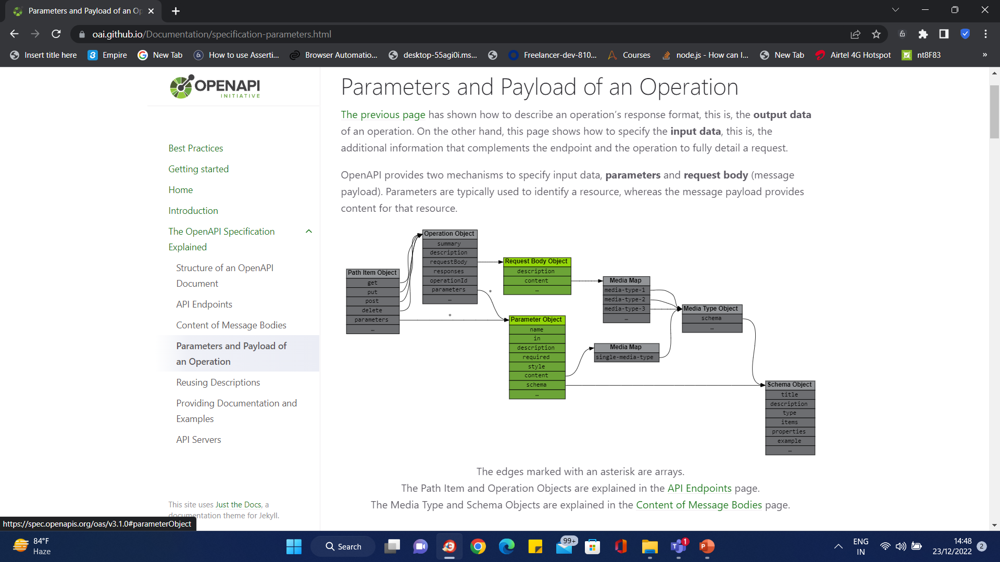 Parameters and Payload of an Op
oai.github.io/Documentation/specification-parameters.html
Insert title here
Empire
New Tab
How to use Asserti...
Browser Automatio...
desktop-55agi0i.ms...
Freelancer-dev-810...
Courses
node.js - How can I...
New Tab
Airtel 4G Hotspot
nt8F83
»
OPENAPI
INITIATIVE
Best Practices
Getting started
Home
Introduction
The OpenAPI Specification
Explained
Structure of an OpenAPI
Document
API Endpoints
Content of Message Bodies
Parameters and Payload of
an Operation
Reusing Descriptions
Providing Documentation and
Examples
API Servers
This site uses Just the Docs, a
documentation theme for Jekyll.
https://spec.openapis.org/oas/v3.1.0#parameterObject
Parameters and Payload of an Operation
The previous page has shown how to describe an operation's response format, this is, the output data
of an operation. On the other hand, this page shows how to specify the input data, this is, the
additional information that complements the endpoint and the operation to fully detail a request.
OpenAPI provides two mechanisms to specify input data, parameters and request body (message
payload). Parameters are typically used to identify a resource, whereas the message payload provides
content for that resource.
Path Item Object
get
put
post
delete
parameters
...
*
Operation Object
summary
description
requestBody
responses
operationId
parameters
...
*
Request Body Object
description
content
...
Parameter Object
name
in
description
required
style
content
schema
...
Media Map
media-type-1
media-type-2
media-type-3
...
Media Map
single-media-type
Media Type Object
schema
...
Schema Object
title
description
type
items
properties
example
...
The edges marked with an asterisk are arrays.
The Path Item and Operation Objects are explained in the API Endpoints page.
The Media Type and Schema Objects are explained in the Content of Message Bodies page.
84°F
Haze
Search
99+
1
ENG
IN
14:48
23/12/2022
2